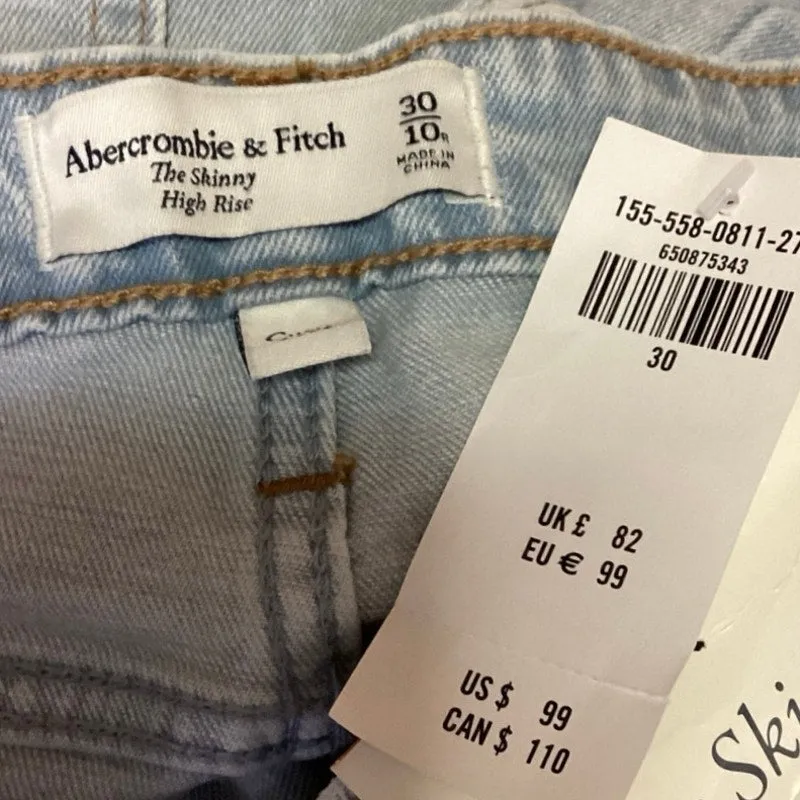 Abercrombie & Fitch
The Skinny
High Rise
30
10R
MADE IN
CHINA
155-558-0811-27
650875343
30
UK £ 82
EU € 99
US $ 99
CAN $ 110